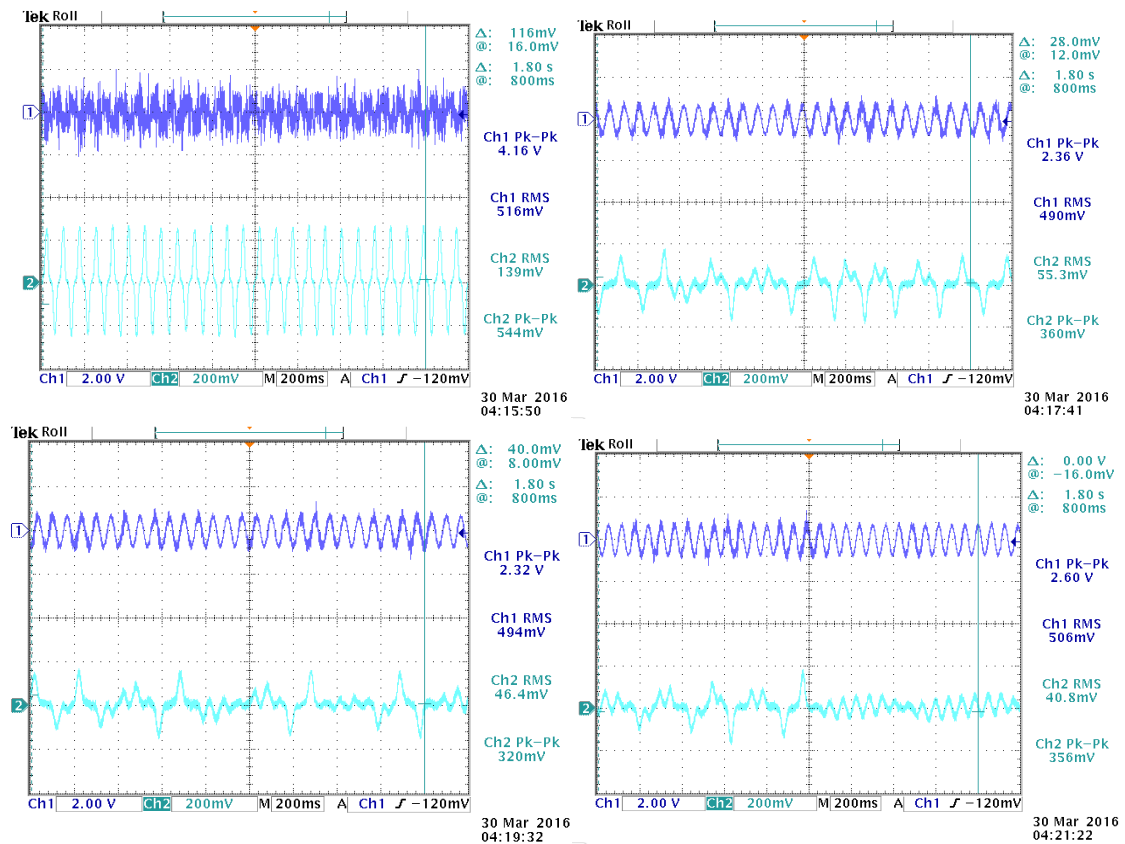 Tek Roll
Δ: 116mV
@: 16.0mV
Δ: 1.80 s
@: 800ms
1
Ch1 Pk-Pk
4.16 V
Ch1 RMS
516mV
Ch2 RMS
139mV
2
Ch2 Pk-Pk
544mV
Ch1 2.00 V Ch2 200mV M 200ms A Ch1 ƒ -120mV
30 Mar 2016
04:15:50
Tek Roll
Δ: 28.0mV
@: 12.0mV
Δ: 1.80 s
@: 800ms
1
Ch1 Pk-Pk
2.36 V
Ch1 RMS
490mV
Ch2 RMS
55.3mV
2
Ch2 Pk-Pk
360mV
Ch1 2.00 V Ch2 200mV M 200ms A Ch1 ƒ -120mV
30 Mar 2016
04:17:41
Tek Roll
Δ: 40.0mV
@: 8.00mV
Δ: 1.80 s
@: 800ms
1
Ch1 Pk-Pk
2.32 V
Ch1 RMS
494mV
Ch2 RMS
46.4mV
2
Ch2 Pk-Pk
320mV
Ch1 2.00 V Ch2 200mV M 200ms A Ch1 ƒ -120mV
30 Mar 2016
04:19:32
Tek Roll
Δ: 0.00 V
@: -16.0mV
Δ: 1.80 s
@: 800ms
1
Ch1 Pk-Pk
2.60 V
Ch1 RMS
506mV
Ch2 RMS
40.8mV
2
Ch2 Pk-Pk
356mV
Ch1 2.00 V Ch2 200mV M 200ms A Ch1 ƒ -120mV
30 Mar 2016
04:21:22